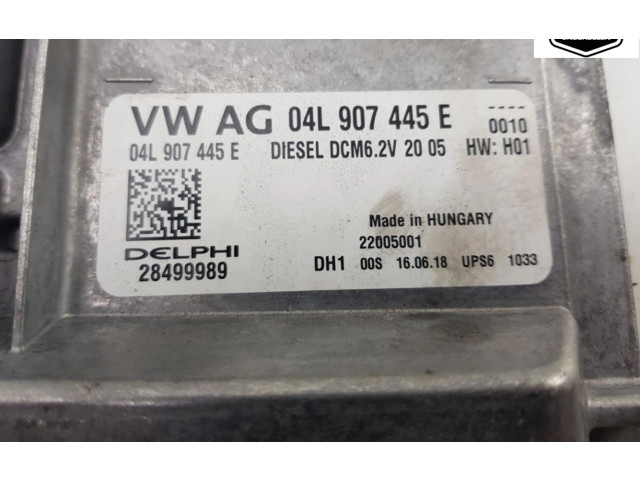 VW AG 04L 907 445 E ----
0010
04L 907 445 E DIESEL DCM6.2V 20 05 HW: H01
Made in HUNGARY
DELPHI 22005001
28499989 DH1 00S 16.06.18 UPS6 1033